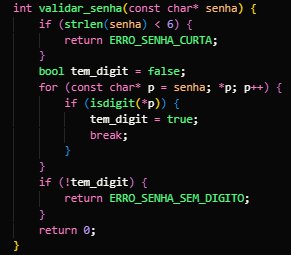 int validar_senha(const char* senha) {
    if (strlen(senha) < 6) {
        return ERRO_SENHA_CURTA;
    }
    bool tem_digit = false;
    for (const char* p = senha; *p; p++) {
        if (isdigit(*p)) {
            tem_digit = true;
            break;
        }
    }
    if (!tem_digit) {
        return ERRO_SENHA_SEM_DIGITO;
    }
    return 0;
}